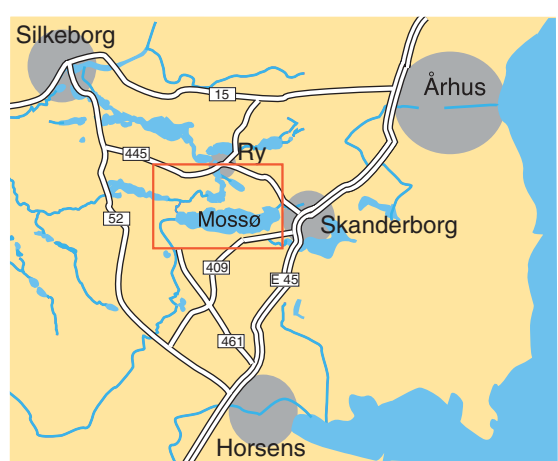 Silkeborg
Århus
15
445
Ry
52
Mossø
Skanderborg
409
E 45
461
Horsens